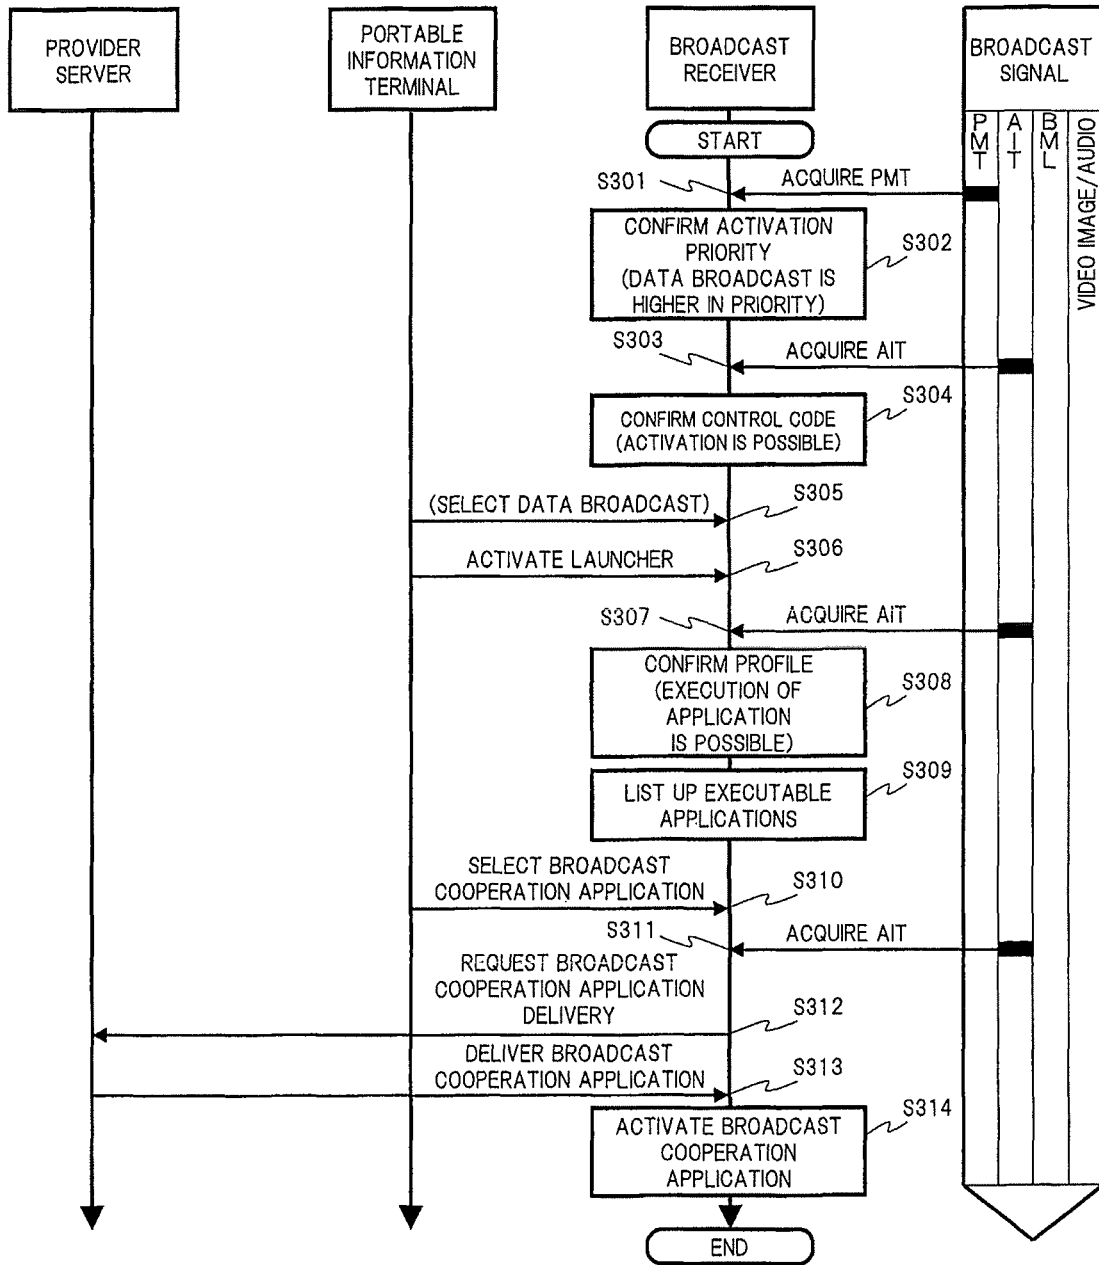 PROVIDER
SERVER
PORTABLE
INFORMATION
TERMINAL
BROADCAST
RECEIVER
BROADCAST
SIGNAL
PMT
AIT
BML
VIDEO IMAGE/AUDIO
START
S301
ACQUIRE PMT
CONFIRM ACTIVATION
PRIORITY
(DATA BROADCAST IS
HIGHER IN PRIORITY)
S302
S303
ACQUIRE AIT
CONFIRM CONTROL CODE
(ACTIVATION IS POSSIBLE)
S304
(SELECT DATA BROADCAST)
S305
ACTIVATE LAUNCHER
S306
S307
ACQUIRE AIT
CONFIRM PROFILE
(EXECUTION OF
APPLICATION
IS POSSIBLE)
S308
LIST UP EXECUTABLE
APPLICATIONS
S309
SELECT BROADCAST
COOPERATION APPLICATION
S310
S311
ACQUIRE AIT
REQUEST BROADCAST
COOPERATION APPLICATION
DELIVERY
S312
DELIVER BROADCAST
COOPERATION APPLICATION
S313
ACTIVATE BROADCAST
COOPERATION
APPLICATION
S314
END